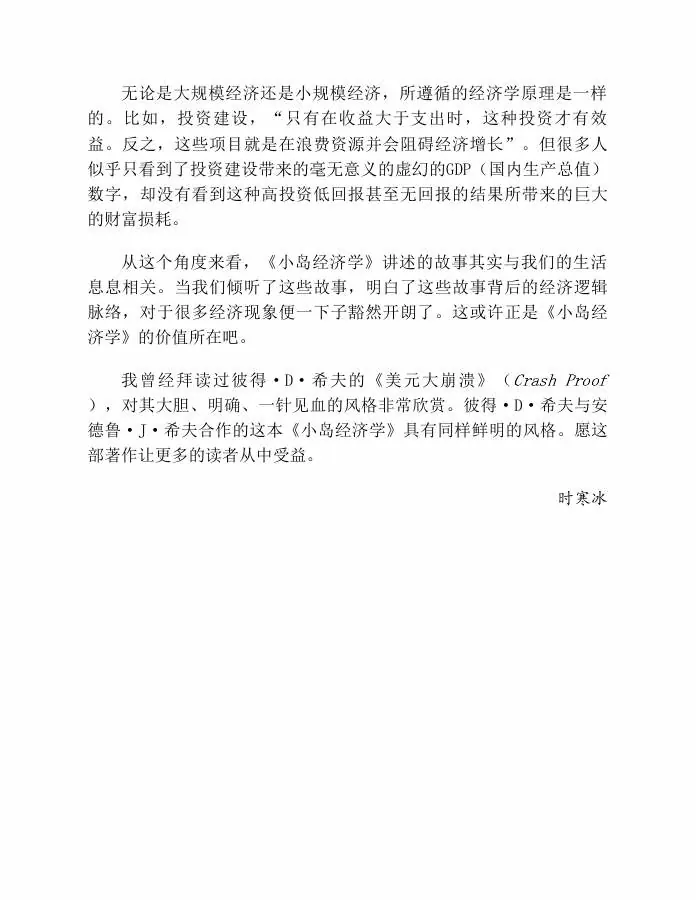 无论是大规模经济还是小规模经济，所遵循的经济学原理是一样
的。比如，投资建设，“只有在收益大于支出时，这种投资才有效
益。反之，这些项目就是在浪费资源并会阻碍经济增长”。但很多人
似乎只看到了投资建设带来的毫无意义的虚幻的GDP（国内生产总值）
数字，却没有看到这种高投资低回报甚至无回报的结果所带来的巨大
的财富损耗。
从这个角度来看，《小岛经济学》讲述的故事其实与我们的生活
息息相关。当我们倾听了这些故事，明白了这些故事背后的经济逻辑
脉络，对于很多经济现象便一下子豁然开朗了。这或许正是《小岛经
济学》的价值所在吧。
我曾经拜读过彼得·D·希夫的《美元大崩溃》（Crash Proof
），对其大胆、明确、一针见血的风格非常欣赏。彼得·D·希夫与安
德鲁·J·希夫合作的这本《小岛经济学》具有同样鲜明的风格。愿这
部著作让更多的读者从中受益。
时寒冰